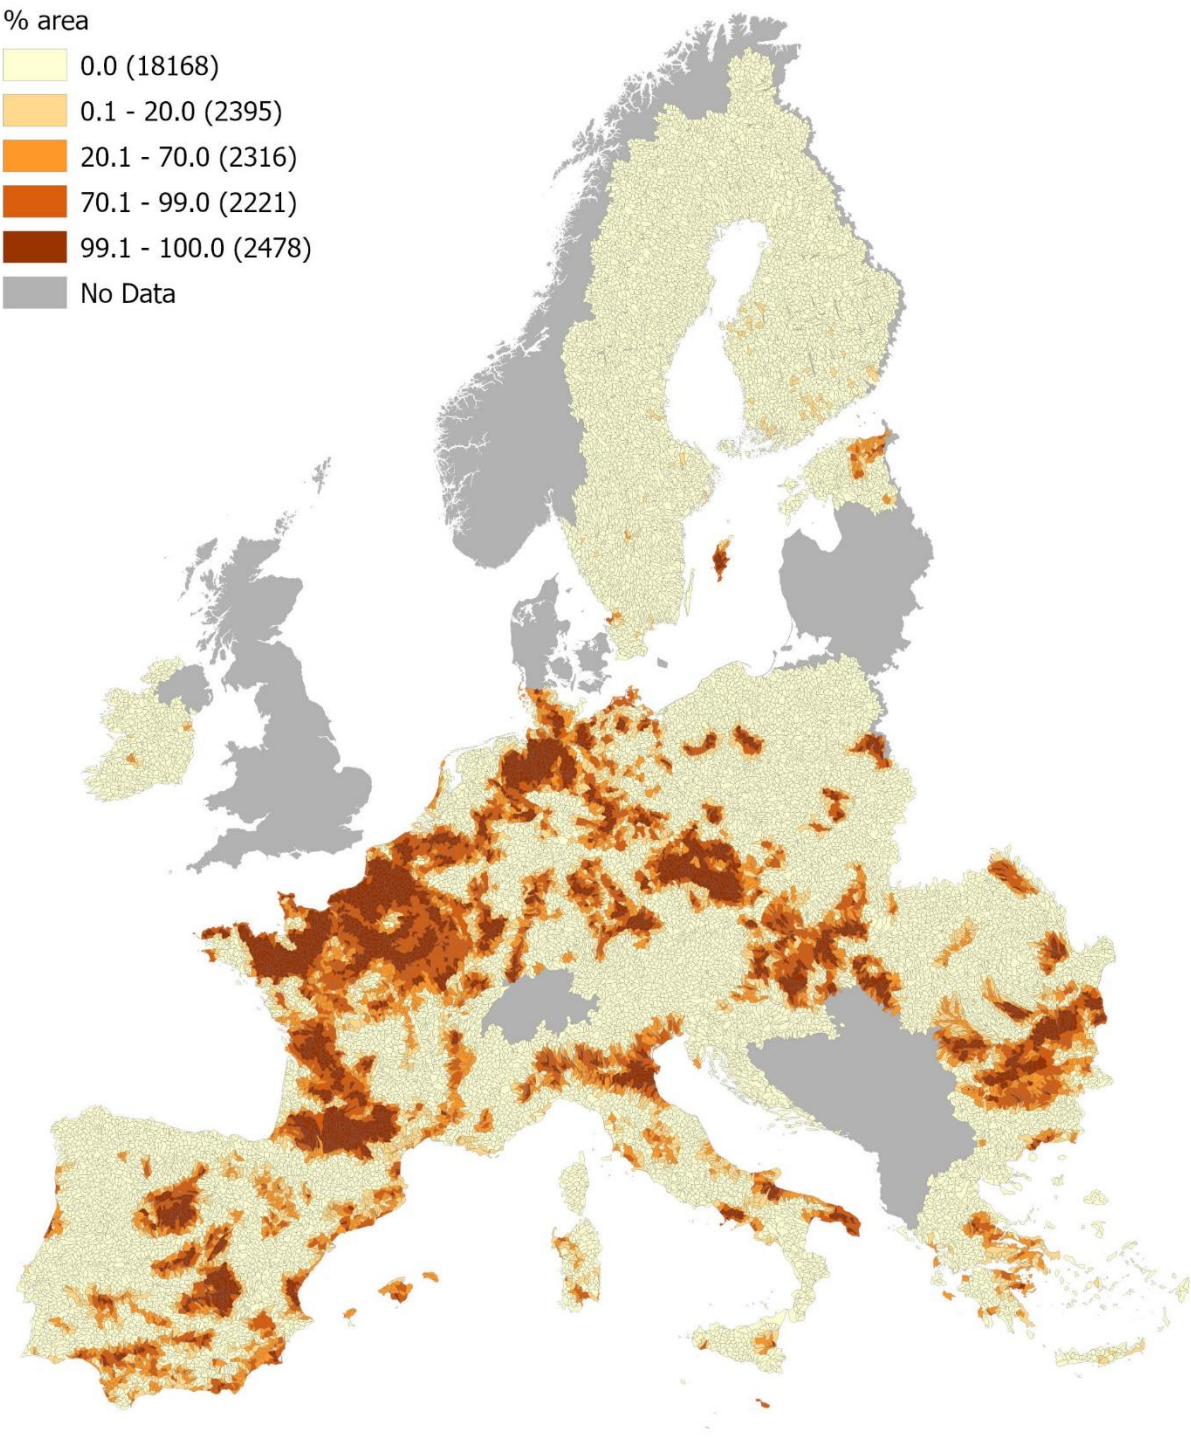 % area
0.0 (18168)
0.1 - 20.0 (2395)
20.1 - 70.0 (2316)
70.1 - 99.0 (2221)
99.1 - 100.0 (2478)
No Data